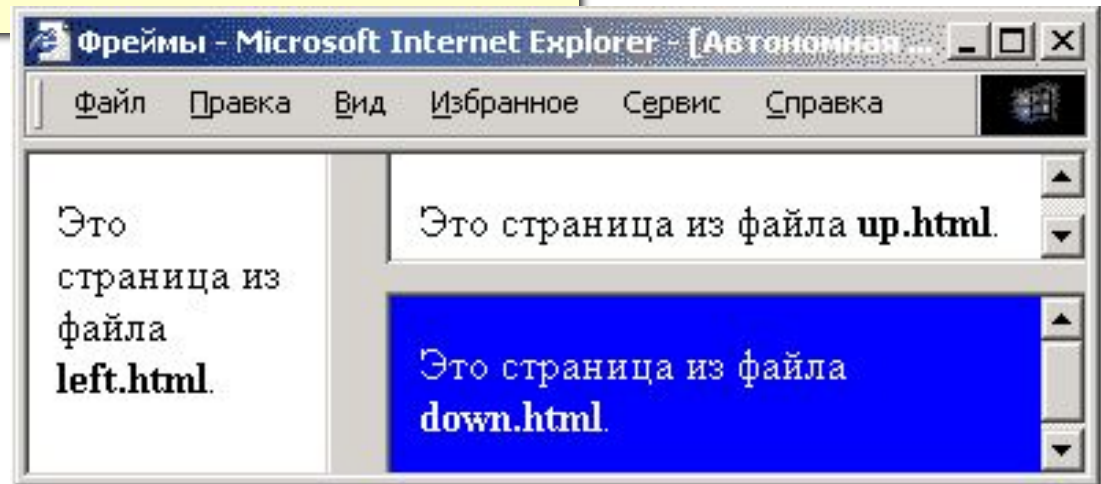 Фреймы - Microsoft Internet Explorer - [Автономная ...
Файл Правка Вид Избранное Сервис Справка
Это
страница из
файла
left.html.
Это страница из файла up.html.
Это страница из файла
down.html.